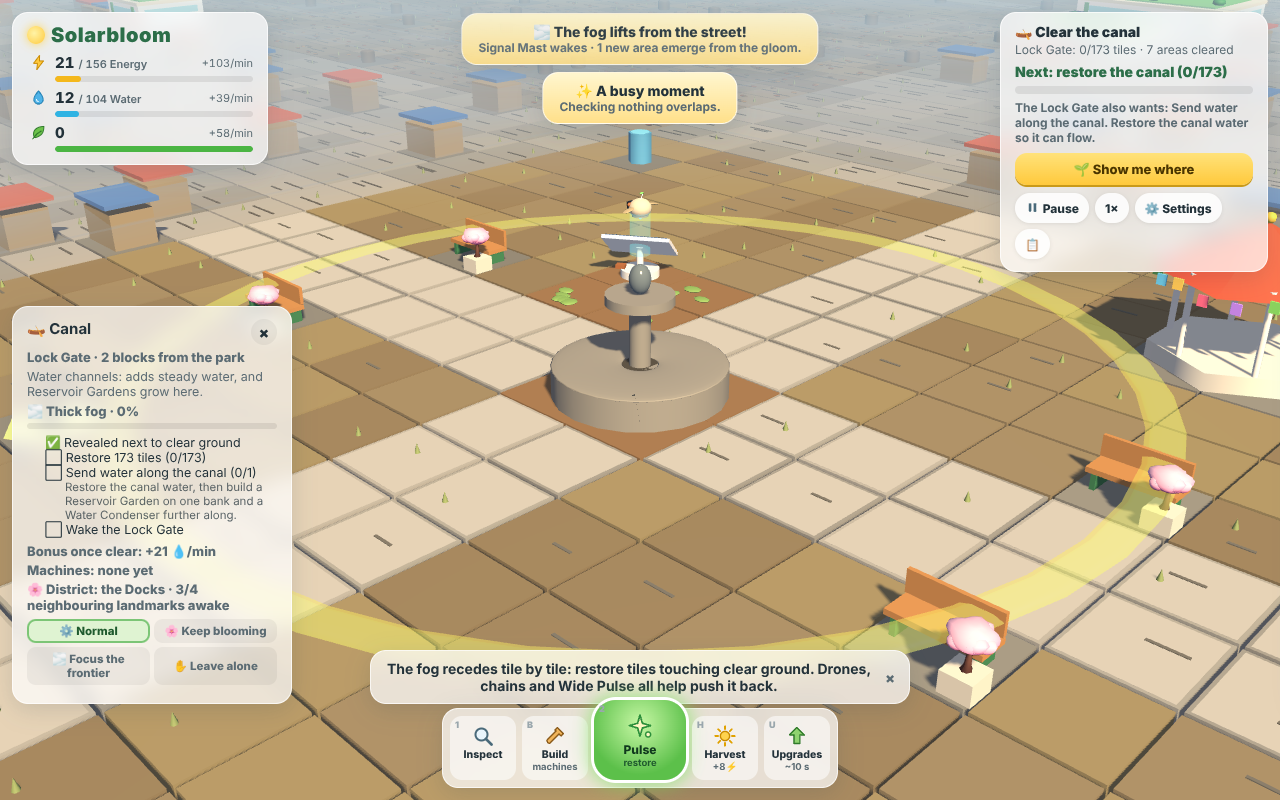 Solarbloom
21 / 156 Energy +103/min
12 / 104 Water +39/min
0 +58/min
The fog lifts from the street!
Signal Mast wakes · 1 new area emerge from the gloom.
A busy moment
Checking nothing overlaps.
Clear the canal
Lock Gate: 0/173 tiles · 7 areas cleared
Next: restore the canal (0/173)
The Lock Gate also wants: Send water
along the canal. Restore the canal water
so it can flow.
Show me where
Pause 1× Settings
Canal
Lock Gate · 2 blocks from the park
Water channels: adds steady water, and
Reservoir Gardens grow here.
Thick fog · 0%
Revealed next to clear ground
Restore 173 tiles (0/173)
Send water along the canal (0/1)
Restore the canal water, then build a
Reservoir Garden on one bank and a
Water Condenser further along.
Wake the Lock Gate
Bonus once clear: +21 💧/min
Machines: none yet
District: the Docks · 3/4
neighbouring landmarks awake
Normal Keep blooming
Focus the
frontier
Leave alone
The fog recedes tile by tile: restore tiles touching clear ground. Drones,
chains and Wide Pulse all help push it back.
1 Inspect
B Build
machines
Pulse
restore
H Harvest
+8⚡
U Upgrades
~10 s